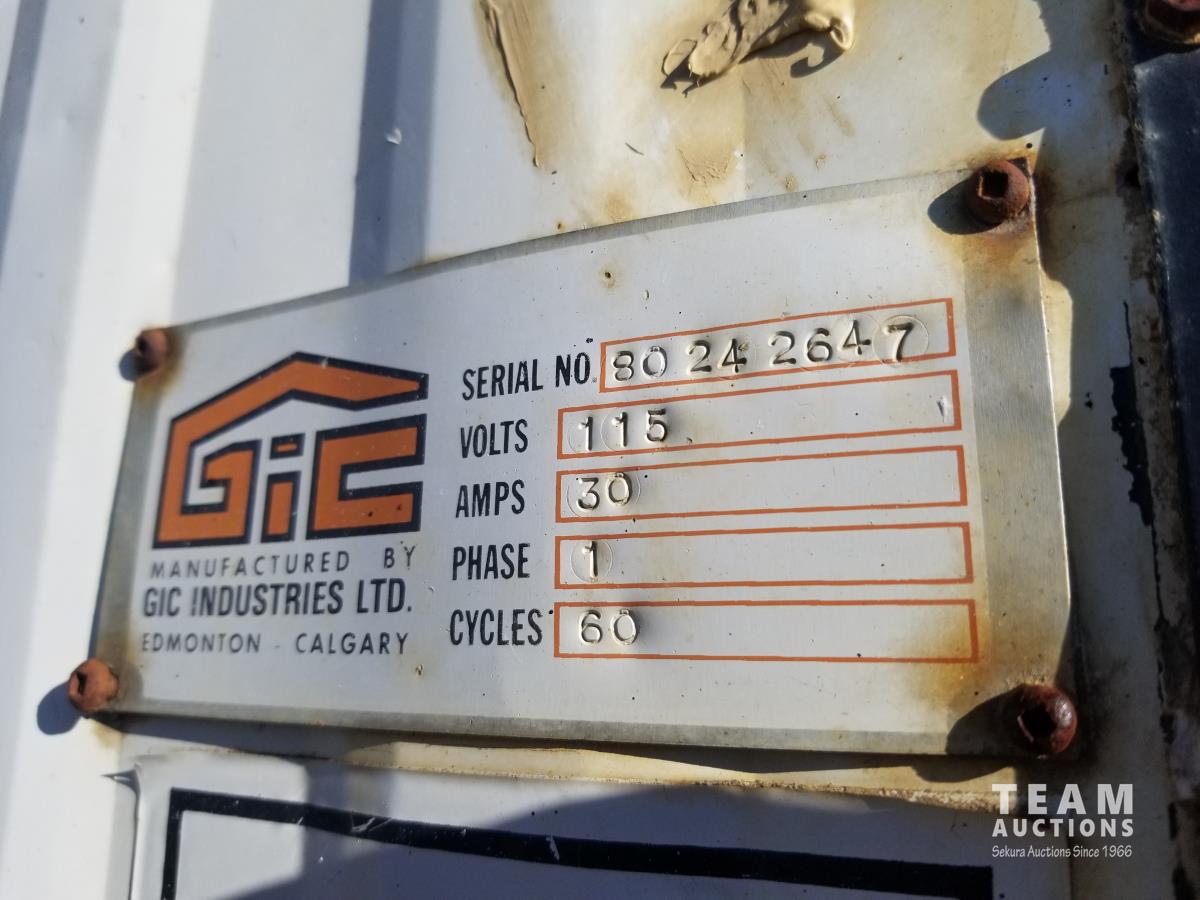 GiC
MANUFACTURED BY
GIC INDUSTRIES LTD.
EDMONTON - CALGARY
SERIAL NO. 80 24 2647
VOLTS 115
AMPS 30
PHASE 1
CYCLES 60
TEAM
AUCTIONS
Sekura Auctions Since 1966